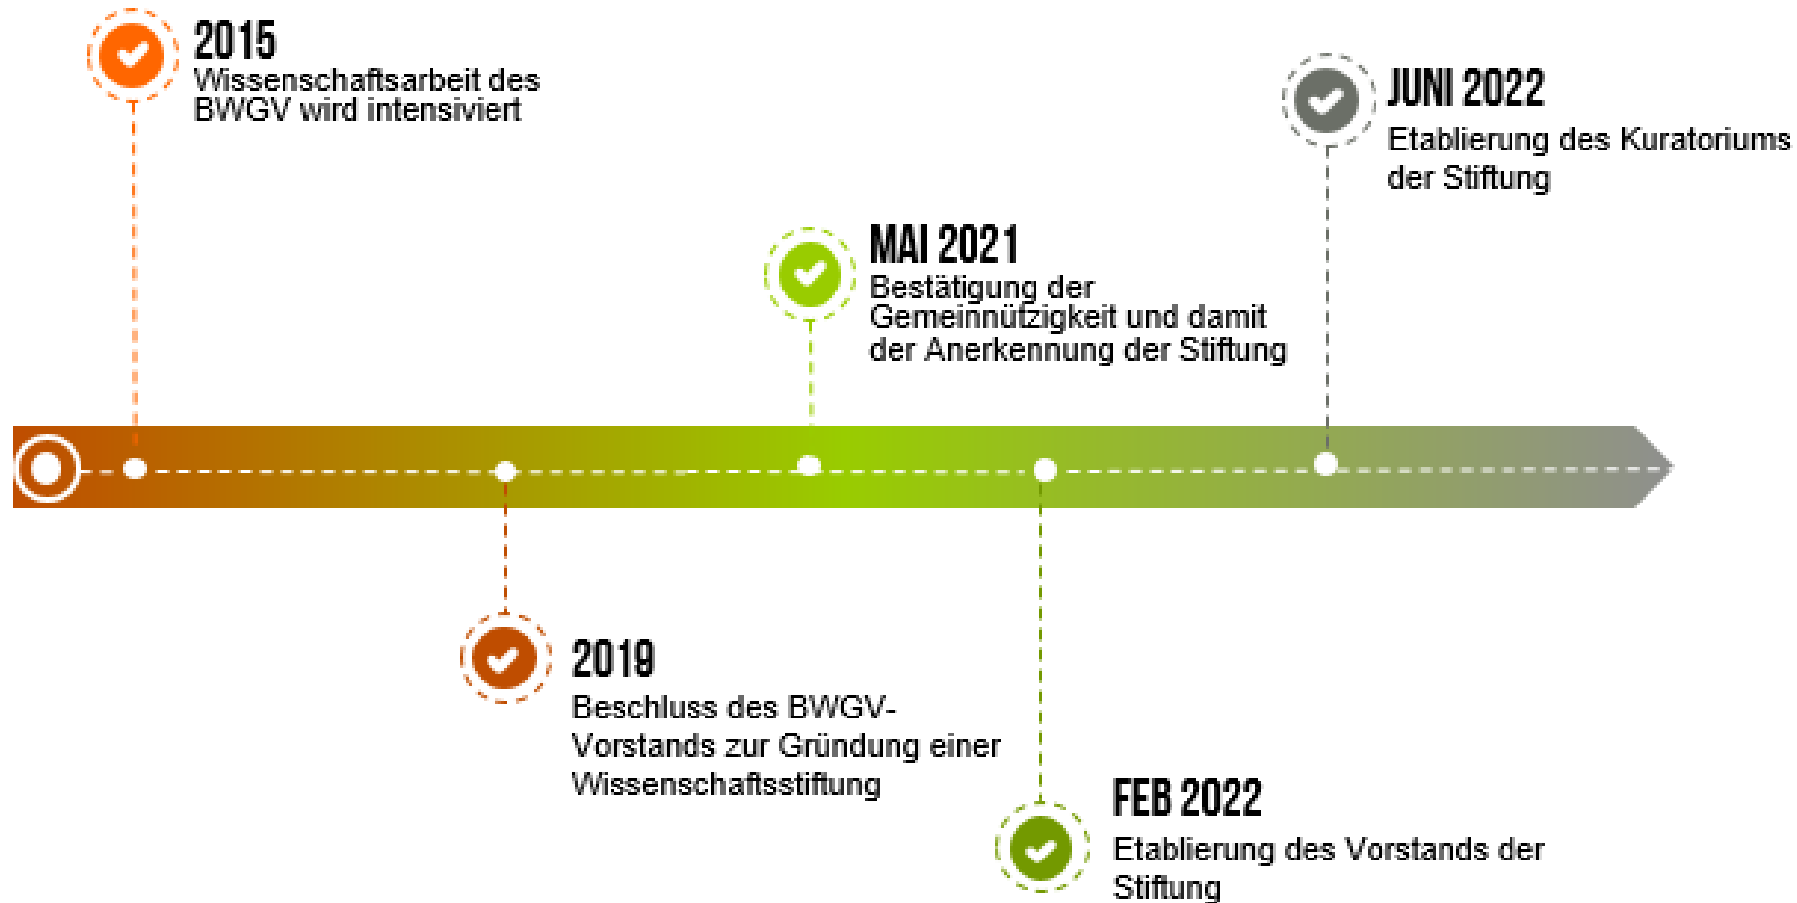 2015
Wissenschaftsarbeit des
BWGV wird intensiviert
JUNI 2022
Etablierung des Kuratoriums
der Stiftung
MAI 2021
Bestätigung der
Gemeinnützigkeit und damit
der Anerkennung der Stiftung
2019
Beschluss des BWGV-
Vorstands zur Gründung einer
Wissenschaftsstiftung
FEB 2022
Etablierung des Vorstands der
Stiftung